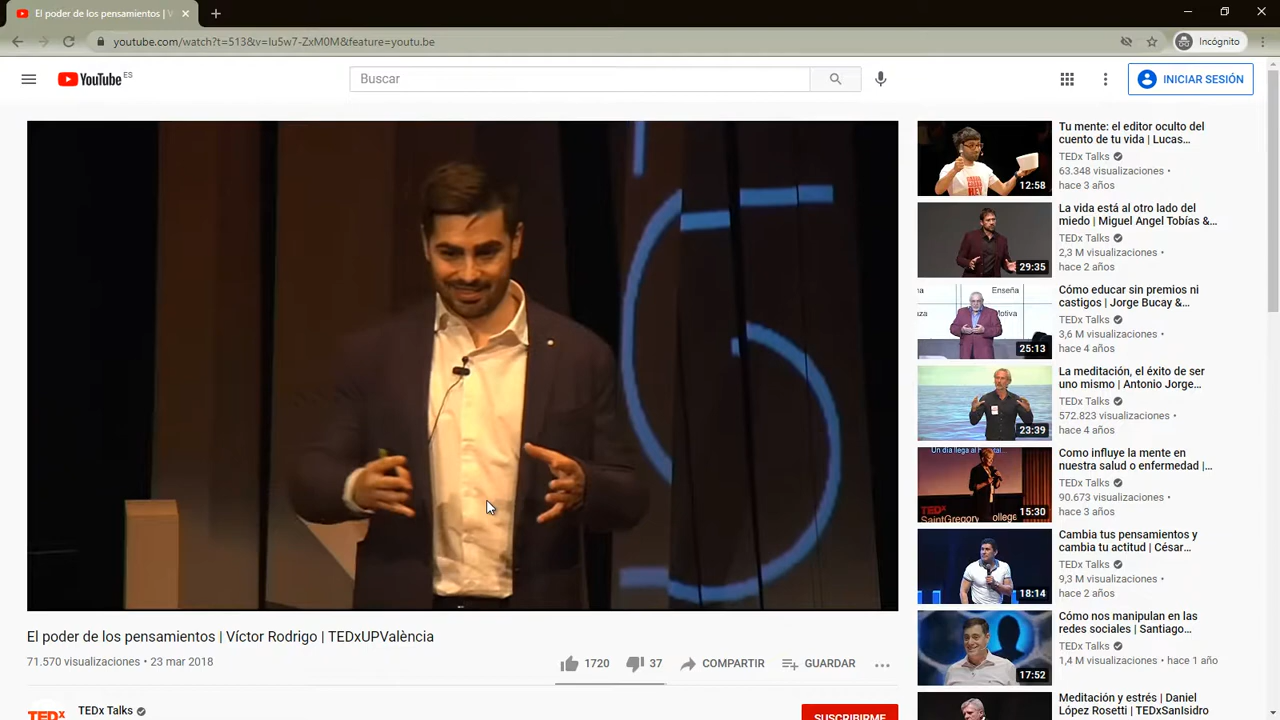 El poder de los pensamientos | V
youtube.com/watch?t=513&v=Iu5w7-ZxM0M&feature=youtu.be
Incógnito
YouTube ES
Buscar
INICIAR SESIÓN
El poder de los pensamientos | Víctor Rodrigo | TEDxUPValència
71.570 visualizaciones • 23 mar 2018
1720
37
COMPARTIR
GUARDAR
TEDx
TEDx Talks
SUSCRIBIRME
12:58
Tu mente: el editor oculto del
cuento de tu vida | Lucas...
TEDx Talks
63.348 visualizaciones •
hace 3 años
29:35
La vida está al otro lado del
miedo | Miguel Angel Tobías &...
TEDx Talks
2,3 M visualizaciones •
hace 2 años
Enseña
Motiva
25:13
Cómo educar sin premios ni
castigos | Jorge Bucay &...
TEDx Talks
3,6 M visualizaciones •
hace 4 años
23:39
La meditación, el éxito de ser
uno mismo | Antonio Jorge...
TEDx Talks
572.823 visualizaciones •
hace 4 años
Un día llega al
TEDx
SaintGregory College
15:30
Como influye la mente en
nuestra salud o enfermedad |...
TEDx Talks
90.673 visualizaciones •
hace 3 años
18:14
Cambia tus pensamientos y
cambia tu actitud | César...
TEDx Talks
9,3 M visualizaciones •
hace 2 años
17:52
Cómo nos manipulan en las
redes sociales | Santiago...
TEDx Talks
1,4 M visualizaciones • hace 1 año
Meditación y estrés | Daniel
López Rosetti | TEDxSanIsidro